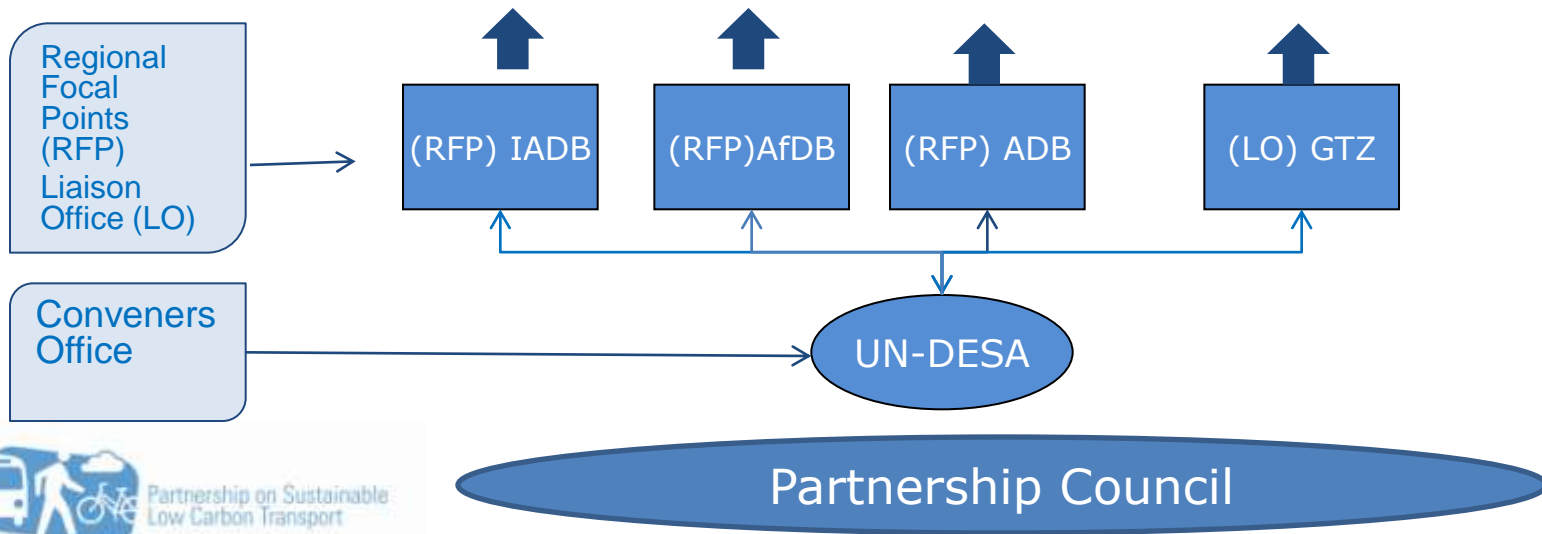 Regional
Focal
Points
(RFP)
Liaison
Office (LO)
(RFP) IADB
(RFP)AfDB
(RFP) ADB
(LO) GTZ
Conveners
Office
UN-DESA
Partnership on Sustainable
Low Carbon Transport
Partnership Council